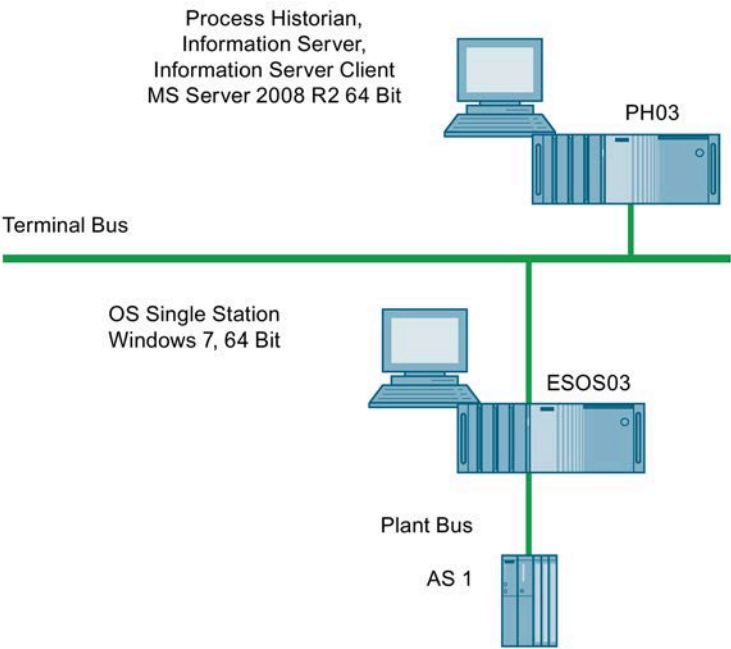 Process Historian,
Information Server,
Information Server Client
MS Server 2008 R2 64 Bit
PH03
Terminal Bus
OS Single Station
Windows 7, 64 Bit
ESOS03
Plant Bus
AS 1